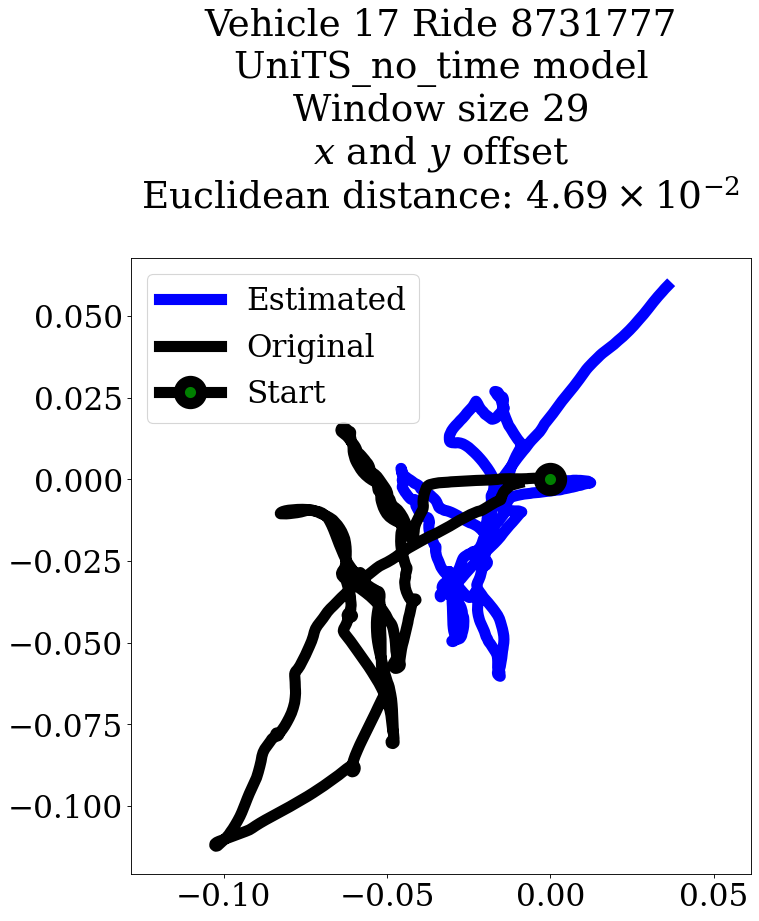 Vehicle 17 Ride 8731777
UniTS_no_time model
Window size 29
x and y offset
Euclidean distance: 4.69 × 10⁻²
Estimated
Original
Start
0.050
0.025
0.000
−0.025
−0.050
−0.075
−0.100
−0.10
−0.05
0.00
0.05